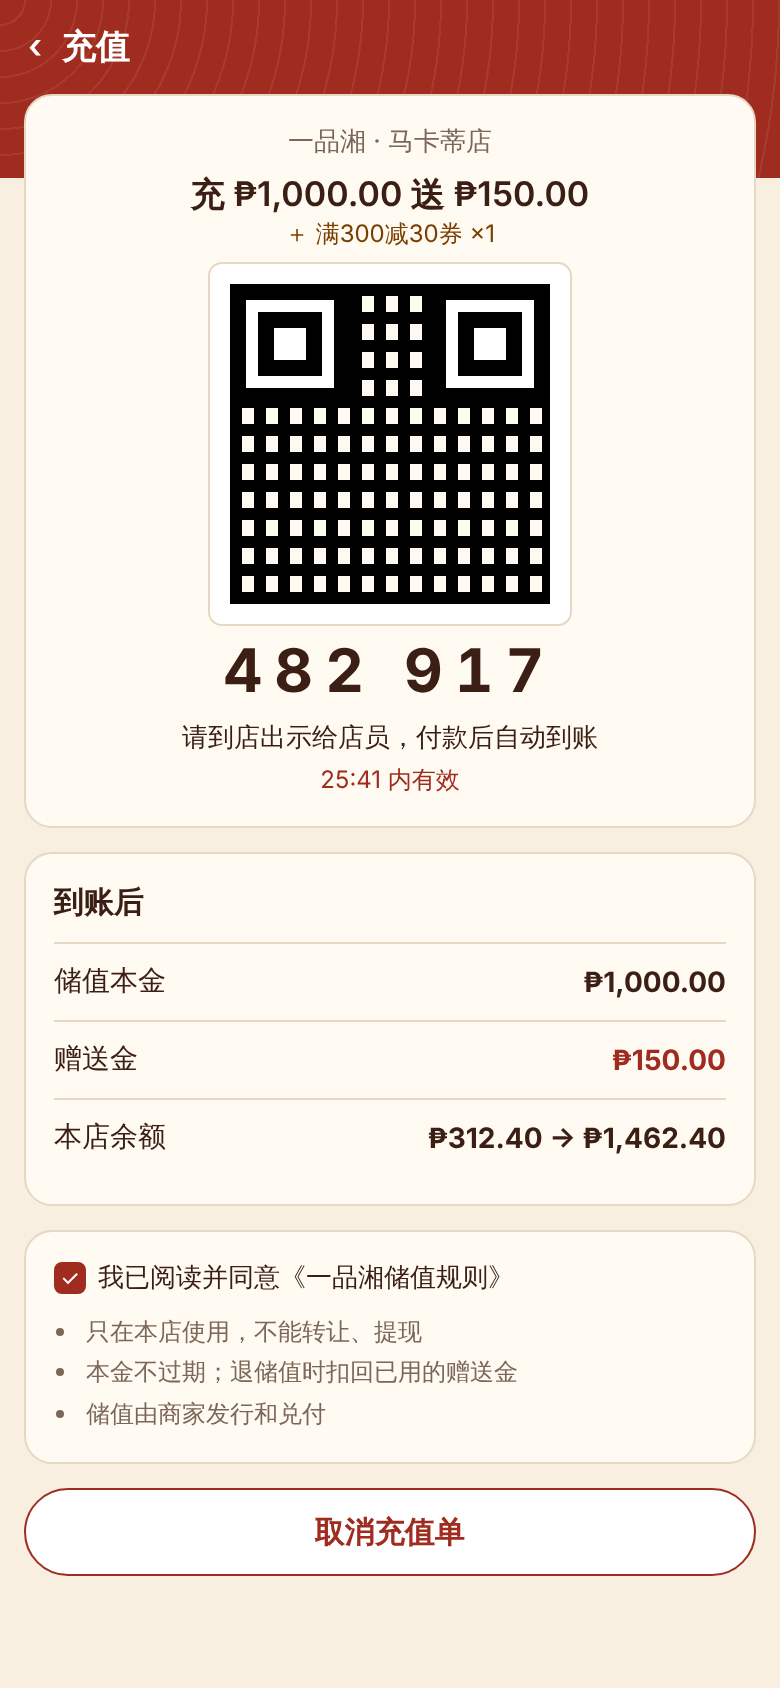 ‹ 充值
一品湘 · 马卡蒂店
充 ₱1,000.00 送 ₱150.00
+ 满300减30券 ×1
482 917
请到店出示给店员，付款后自动到账
25:41 内有效
到账后
储值本金 ₱1,000.00
赠送金 ₱150.00
本店余额 ₱312.40 → ₱1,462.40
我已阅读并同意《一品湘储值规则》
• 只在本店使用，不能转让、提现
• 本金不过期；退储值时扣回已用的赠送金
• 储值由商家发行和兑付
取消充值单